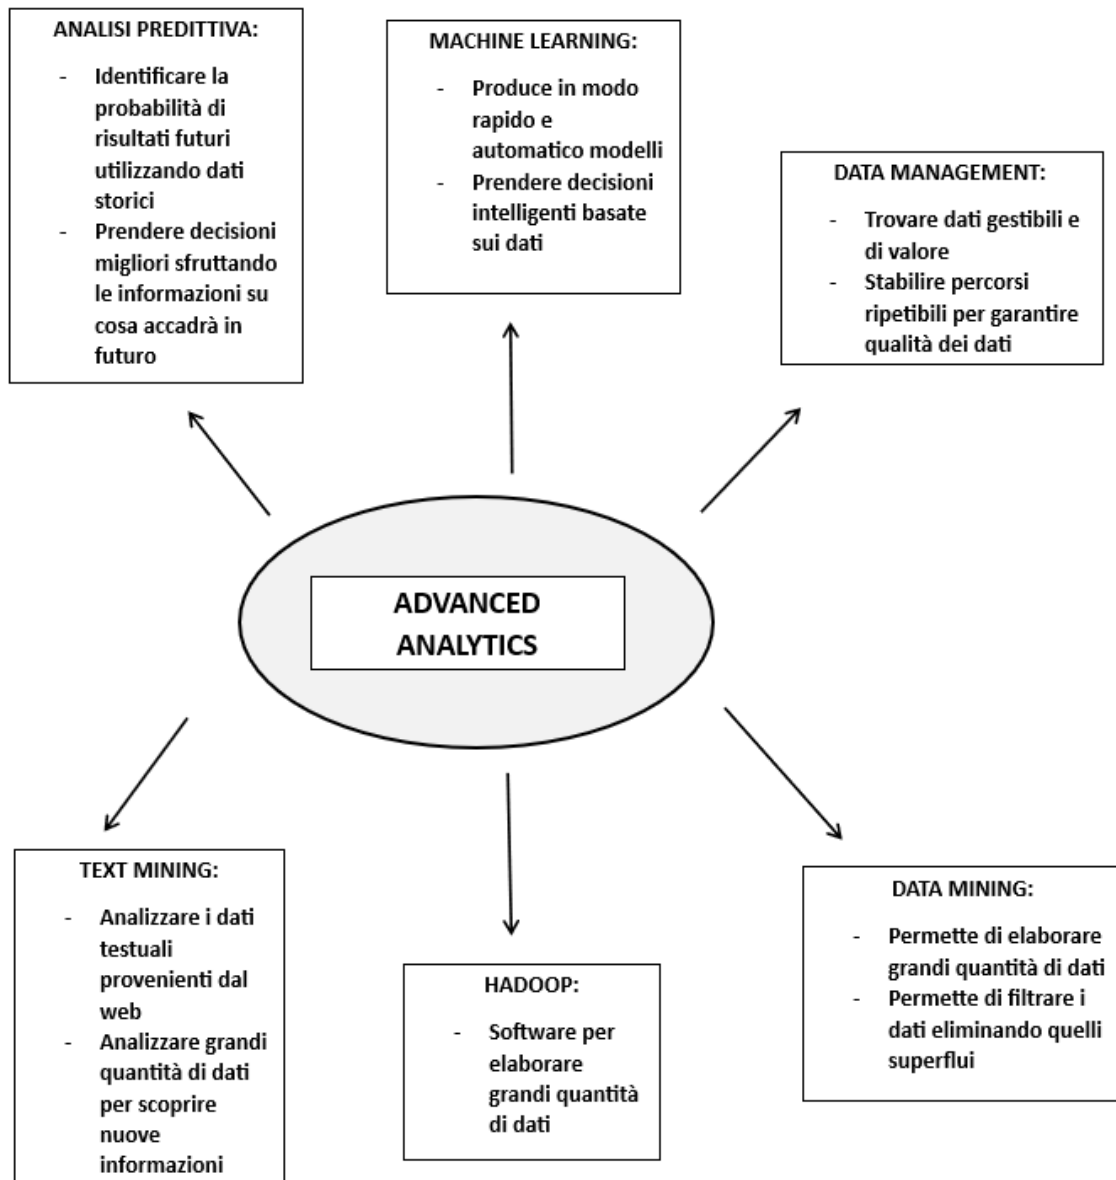 ANALISI PREDITTIVA:
- Identificare la
probabilità di
risultati futuri
utilizzando dati
storici
- Prendere decisioni
migliori sfruttando
le informazioni su
cosa accadrà in
futuro
MACHINE LEARNING:
- Produce in modo
rapido e
automatico modelli
- Prendere decisioni
intelligenti basate
sui dati
DATA MANAGEMENT:
- Trovare dati gestibili e
di valore
- Stabilire percorsi
ripetibili per garantire
qualità dei dati
ADVANCED
ANALYTICS
TEXT MINING:
- Analizzare i dati
testuali
provenienti dal
web
- Analizzare grandi
quantità di dati
per scoprire
nuove
informazioni
HADOOP:
- Software per
elaborare
grandi quantità
di dati
DATA MINING:
- Permette di elaborare
grandi quantità di dati
- Permette di filtrare i
dati eliminando quelli
superflui